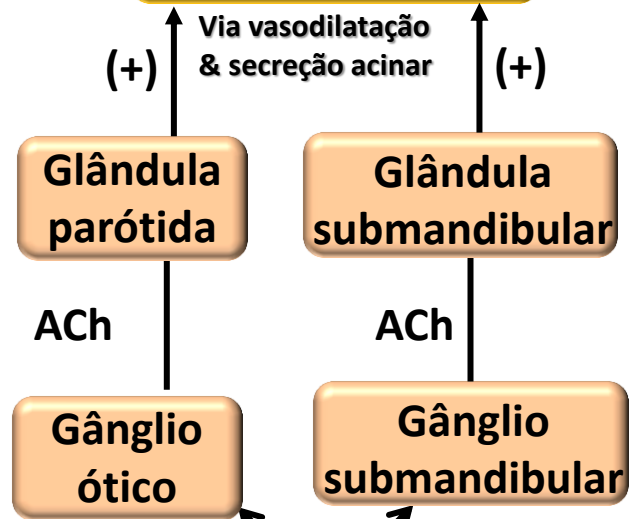 Via vasodilatação
(+) & secreção acinar (+)
Glândula
parótida
Glândula
submandibular
ACh ACh
Gânglio
ótico
Gânglio
submandibular